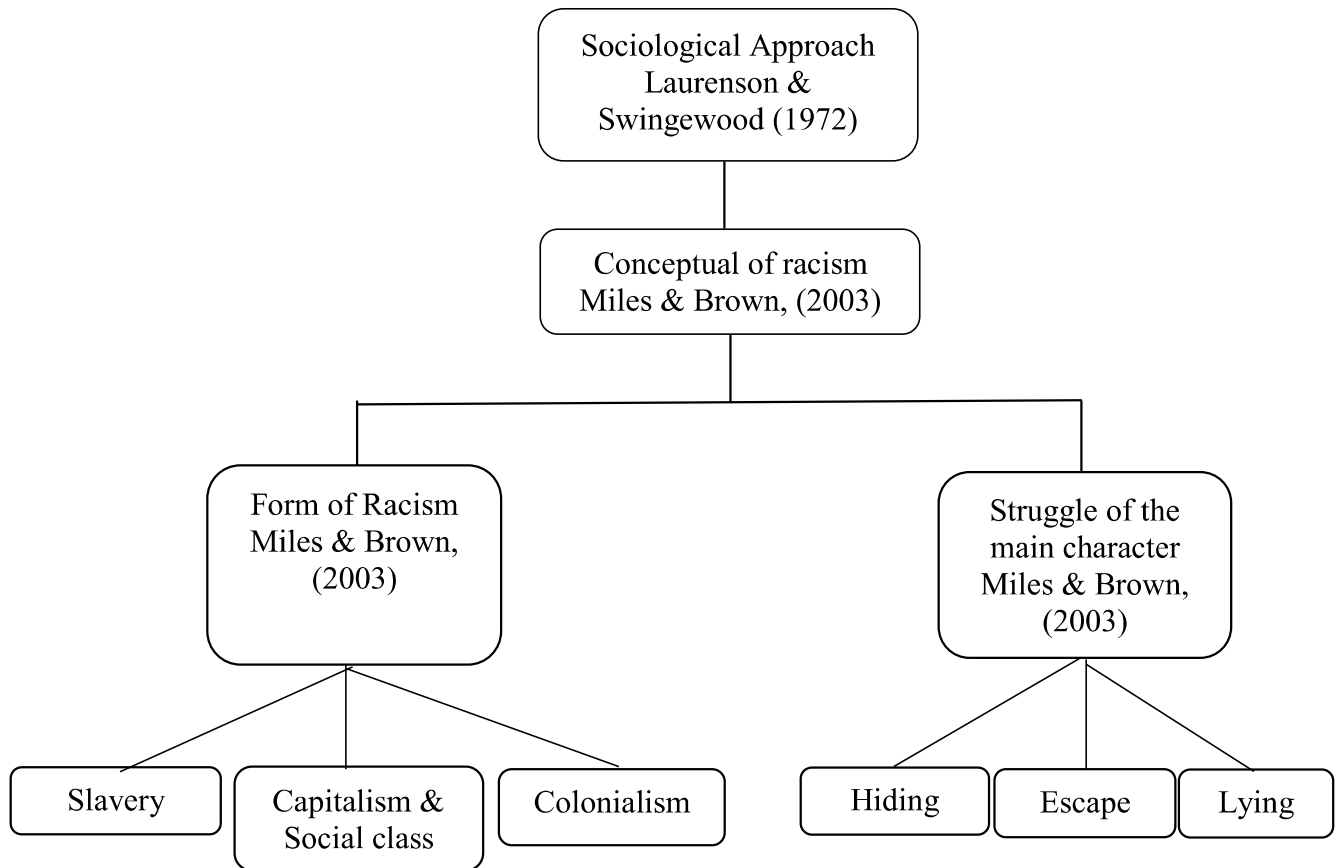 Sociological Approach
Laurenson &
Swingewood (1972)
Conceptual of racism
Miles & Brown, (2003)
Form of Racism
Miles & Brown,
(2003)
Struggle of the
main character
Miles & Brown,
(2003)
Slavery
Capitalism &
Social class
Colonialism
Hiding
Escape
Lying